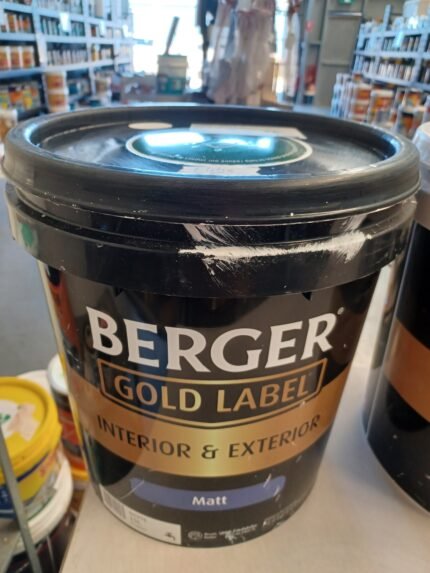 BERGER
GOLD LABEL
INTERIOR & EXTERIOR
Matt